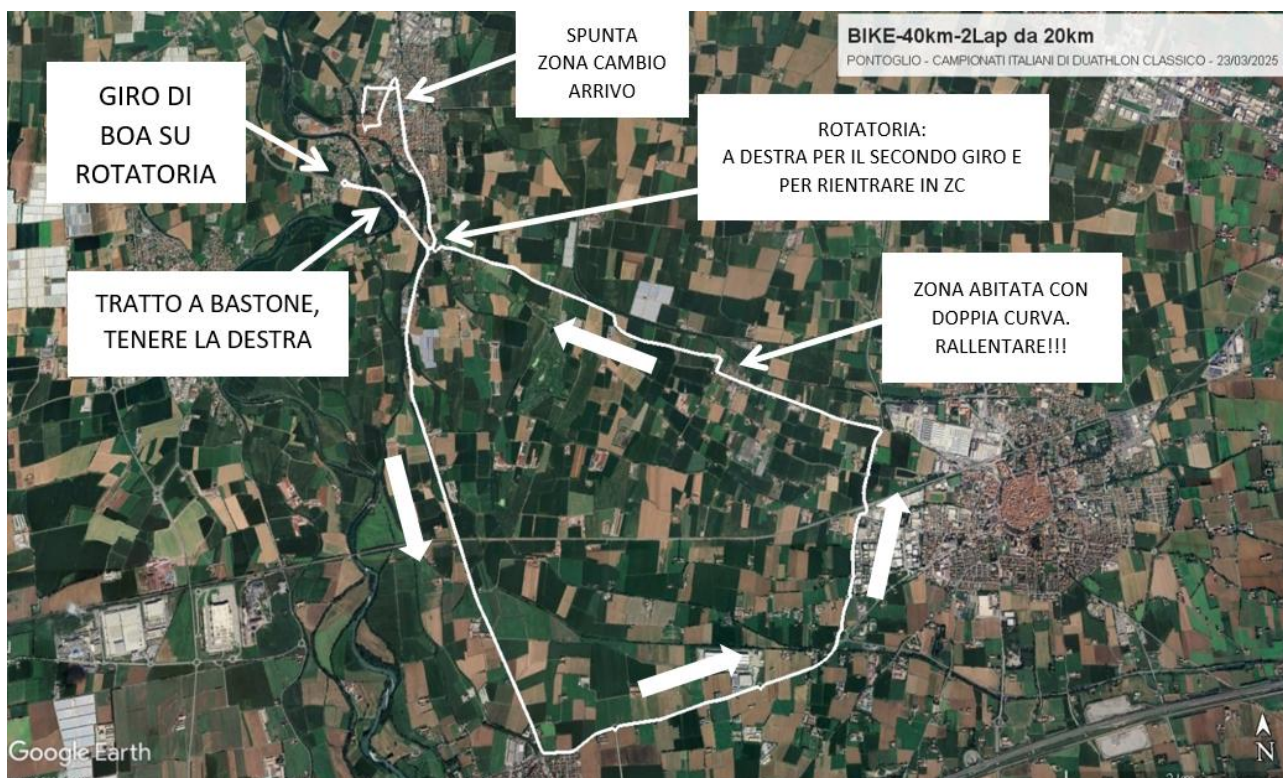 BIKE-40km-2Lap da 20km
PONTOGLIO - CAMPIONATI ITALIANI DI DUATHLON CLASSICO - 23/03/2025
SPUNTA
ZONA CAMBIO
ARRIVO
GIRO DI
BOA SU
ROTATORIA
ROTATORIA:
A DESTRA PER IL SECONDO GIRO E
PER RIENTRARE IN ZC
TRATTO A BASTONE,
TENERE LA DESTRA
ZONA ABITATA CON
DOPPIA CURVA.
RALLENTARE!!!
Google Earth
N